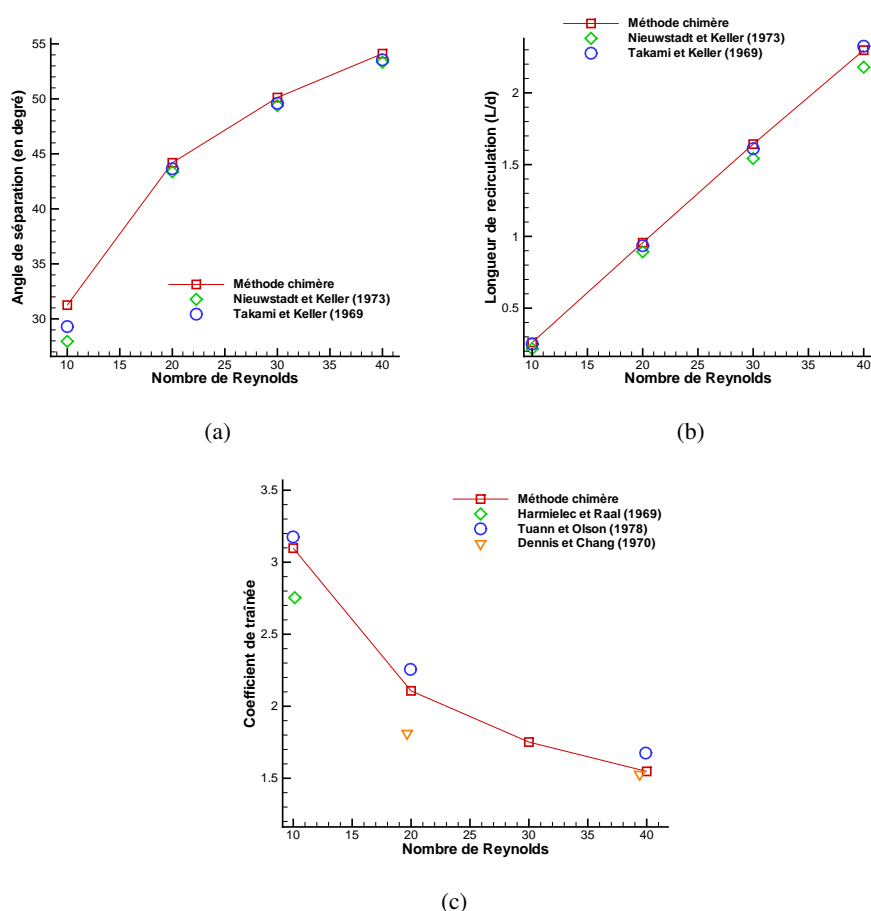 55
50
45
40
35
30
Angle de séparation (en degré)
Méthode chimère
Nieuwstadt et Keller (1973)
Takami et Keller (1969
10 15 20 25 30 35 40
Nombre de Reynolds
(a)
Méthode chimère
Nieuwstadt et Keller (1973)
Takami et Keller (1969)
2
1.5
1
0.5
Longueur de recirculation (L/d)
10 15 20 25 30 35 40
Nombre de Reynolds
(b)
3.5
3
2.5
2
1.5
Coefficient de traînée
Méthode chimère
Harmielec et Raal (1969)
Tuann et Olson (1978)
Dennis et Chang (1970)
10 15 20 25 30 35 40
Nombre de Reynolds
(c)